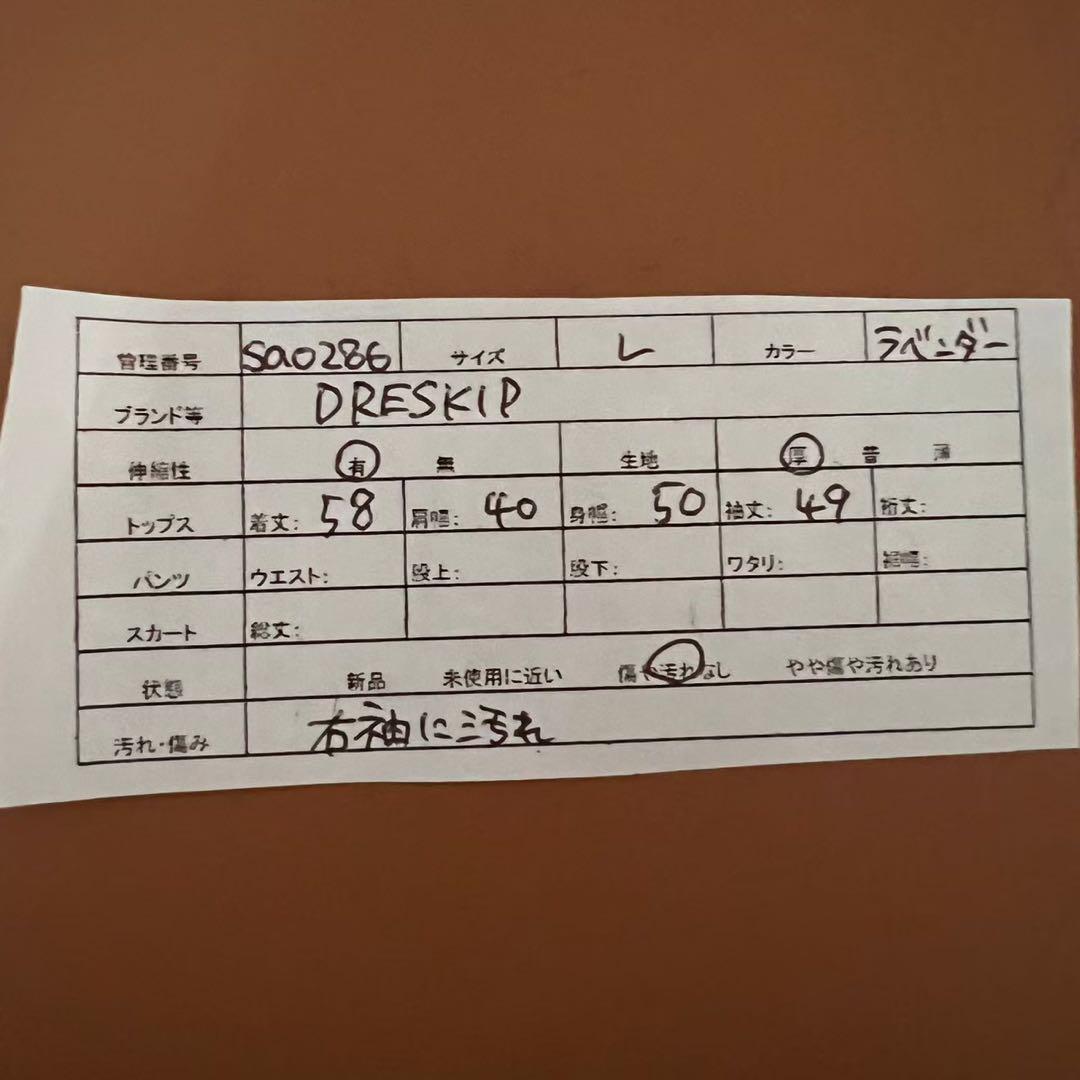 管理番号 sa0286 サイズ L カラー ラベンダー
ブランド等 DRESKIP
伸縮性 有 無 生地 厚 普 薄
トップス 着丈: 58 肩幅: 40 身幅: 50 袖丈: 49 裄丈:
パンツ ウエスト: 股上: 股下: ワタリ: 裾幅:
スカート 総丈:
状態 新品 未使用に近い 傷や汚れなし やや傷や汚れあり
汚れ・傷み 右袖に汚れ